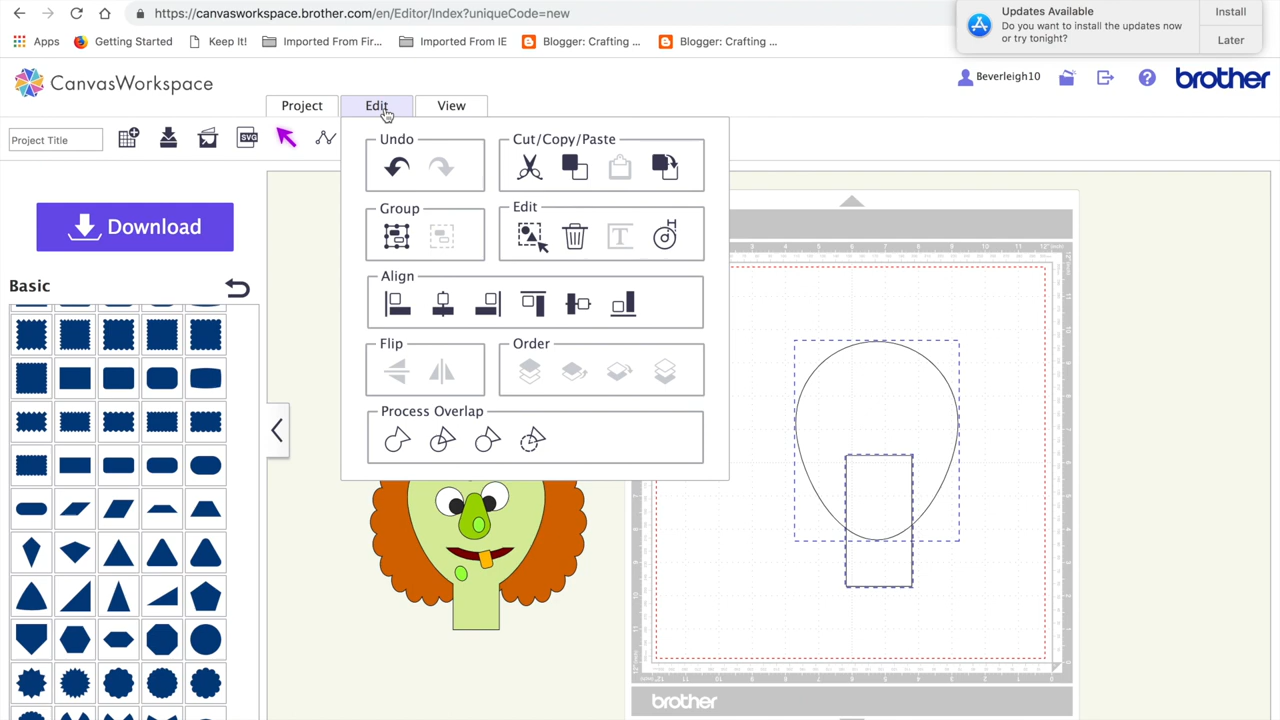 https://canvasworkspace.brother.com/en/Editor/Index?uniqueCode=new
Updates Available
Do you want to install the updates now
or try tonight?
Install
Later
Apps
Getting Started
Keep It!
Imported From Fir...
Imported From IE
Blogger: Crafting ...
Blogger: Crafting ...
CanvasWorkspace
Beverleigh10
?
brother
Project
Edit
View
Project Title
SVG
Undo
Cut/Copy/Paste
Group
Edit
T
H
Align
Flip
Order
Process Overlap
Download
Basic
brother